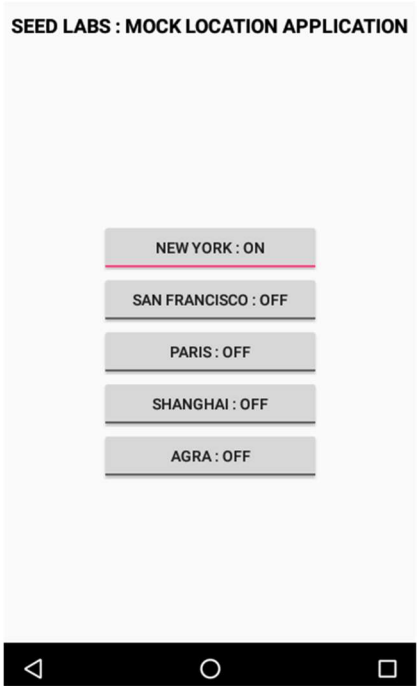 SEED LABS : MOCK LOCATION APPLICATION
NEW YORK : ON
SAN FRANCISCO : OFF
PARIS : OFF
SHANGHAI : OFF
AGRA : OFF